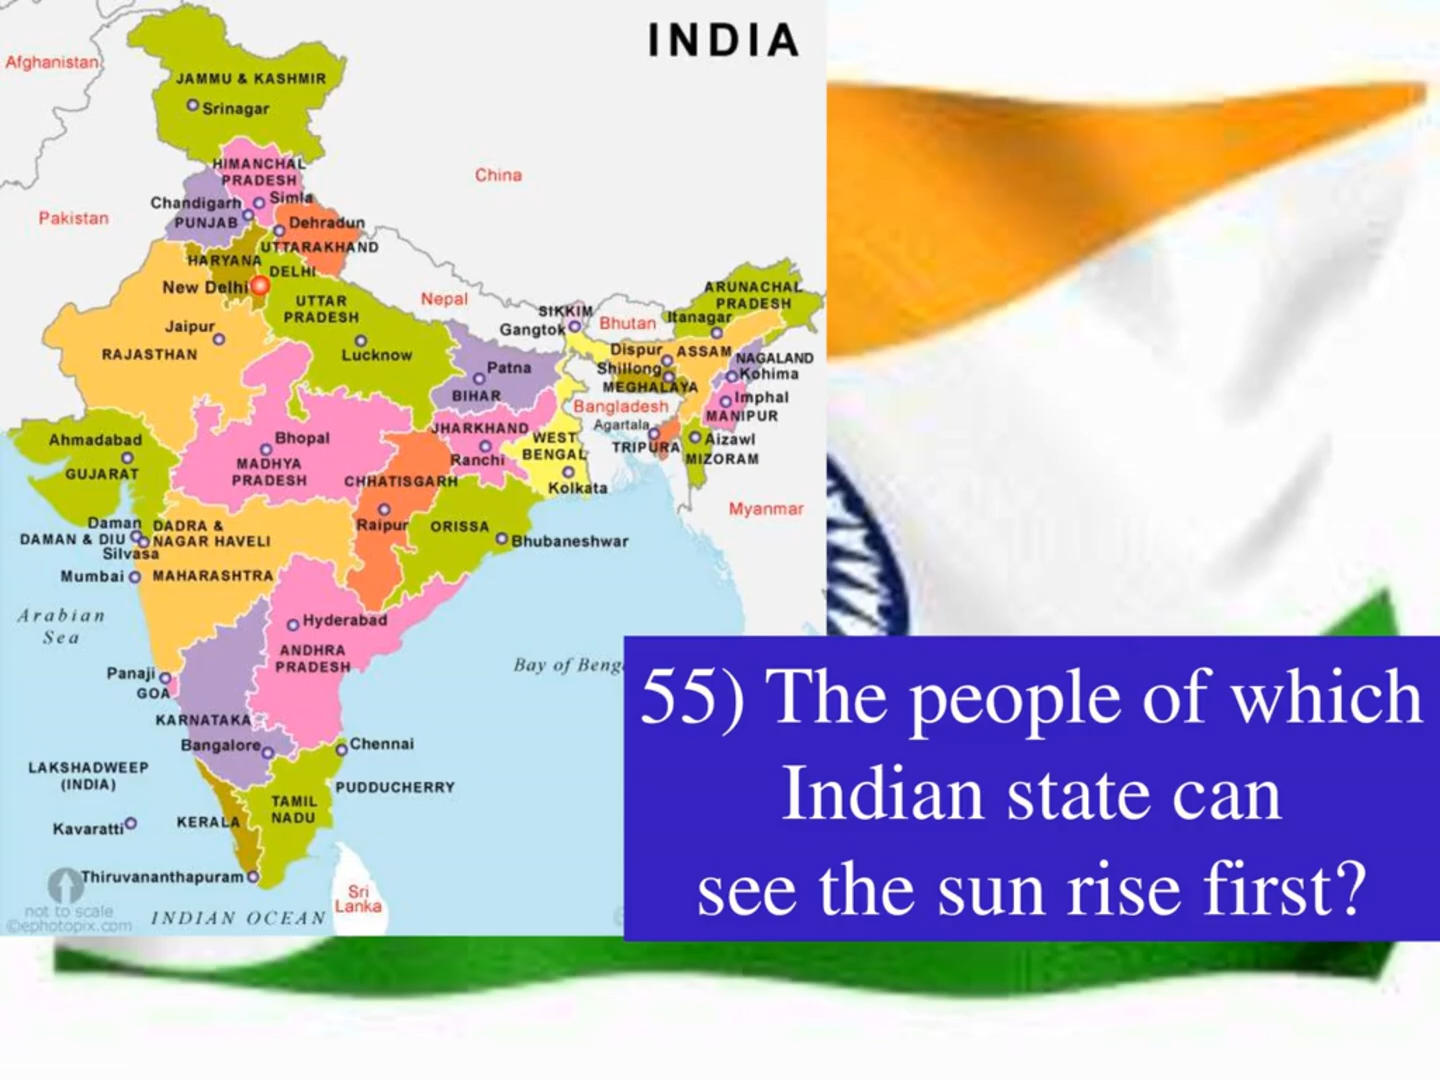 INDIA
Afghanistan
JAMMU & KASHMIR
Srinagar
China
HIMANCHAL
PRADESH
Simla
Chandigarh
PUNJAB
Pakistan
Dehradun
UTTARAKHAND
HARYANA
DELHI
New Delhi
UTTAR
PRADESH
Nepal
SIKKIM
Gangtok
Bhutan
ARUNACHAL
PRADESH
Itanagar
Jaipur
RAJASTHAN
Lucknow
Dispur
ASSAM
Shillong
MEGHALAYA
NAGALAND
Kohima
Patna
BIHAR
Imphal
MANIPUR
Bangladesh
Agartala
TRIPURA
Aizawl
MIZORAM
Ahmadabad
GUJARAT
Bhopal
MADHYA
PRADESH
JHARKHAND
Ranchi
WEST
BENGAL
Kolkata
CHHATISGARH
Raipur
ORISSA
Bhubaneshwar
Myanmar
Daman
DAMAN & DIU
Silvasa
DADRA &
NAGAR HAVELI
Mumbai
MAHARASHTRA
Arabian
Sea
Hyderabad
ANDHRA
PRADESH
Bay of Beng
Panaji
GOA
KARNATAKA
Bangalore
Chennai
LAKSHADWEEP
(INDIA)
PUDDUCHERRY
TAMIL
NADU
Kavaratti
KERALA
Thiruvananthapuram
Sri
Lanka
not to scale
©ephotopix.com
INDIAN OCEAN
55) The people of which
Indian state can
see the sun rise first?